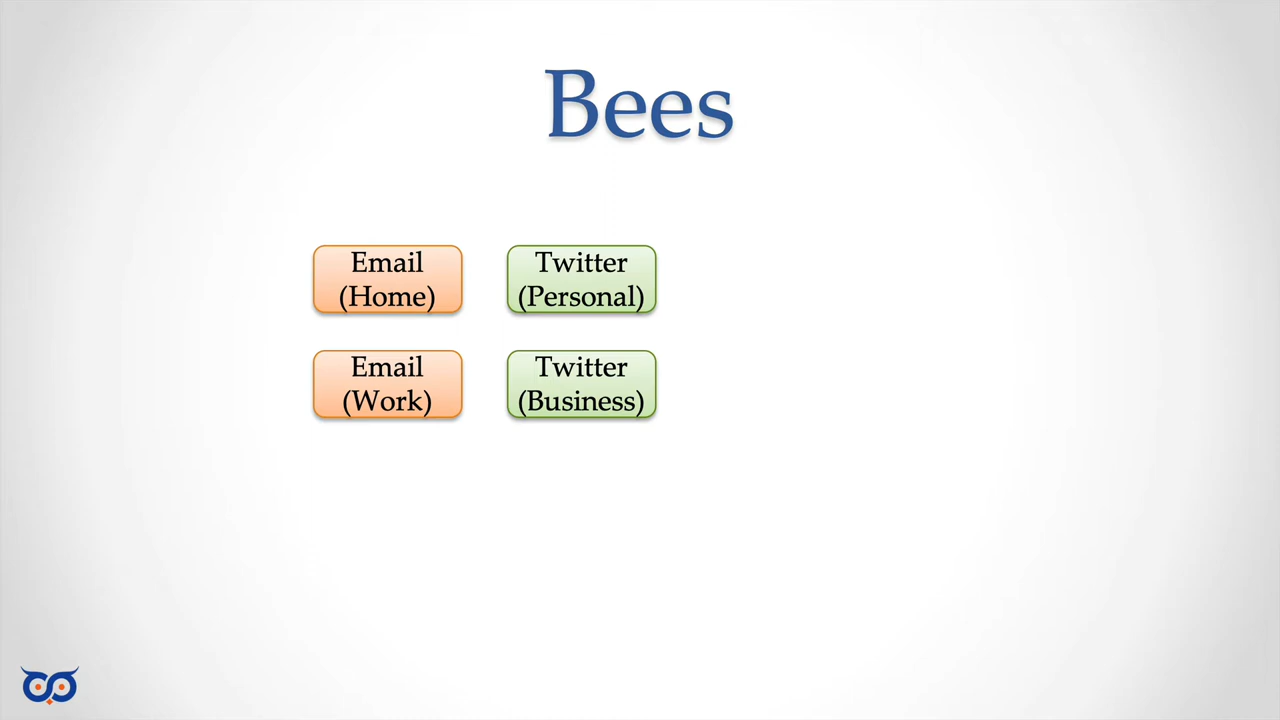 Bees
Email
(Home)
Twitter
(Personal)
Email
(Work)
Twitter
(Business)